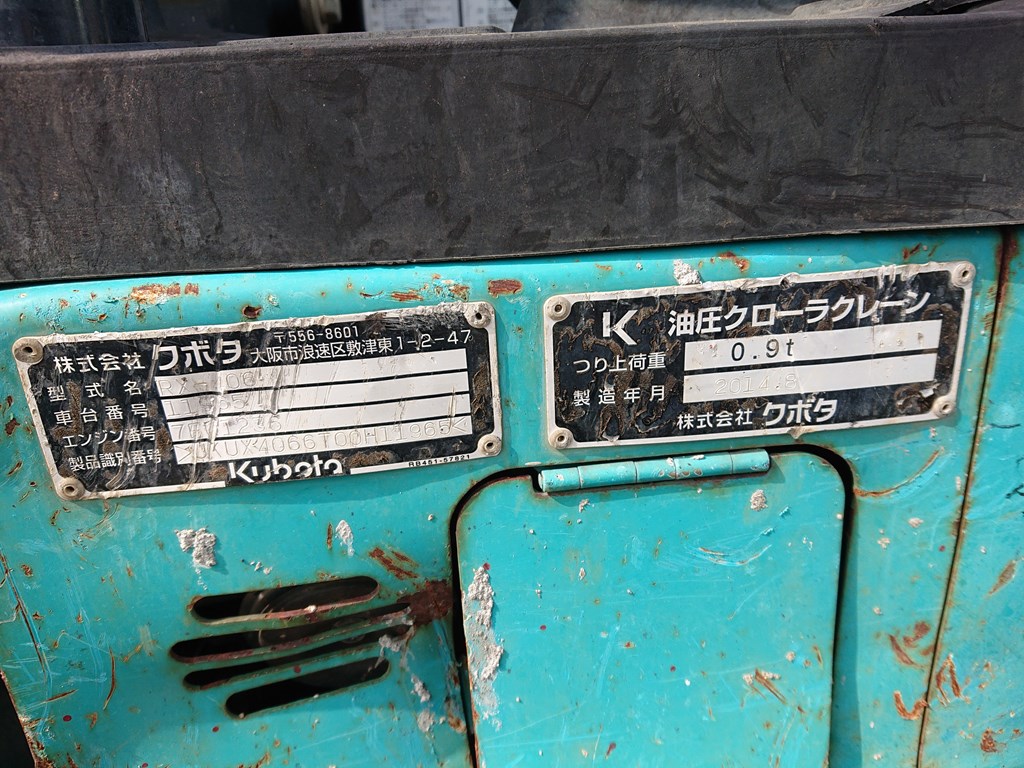 株式会社 クボタ 〒556-8601
大阪市浪速区敷津東1-2-47
型式名
車台番号
エンジン番号
製品識別番号
Kubota
RB451-57821
K 油圧クローラクレーン
つり上荷重 0.9t
製造年月 2014.8
株式会社 クボタ